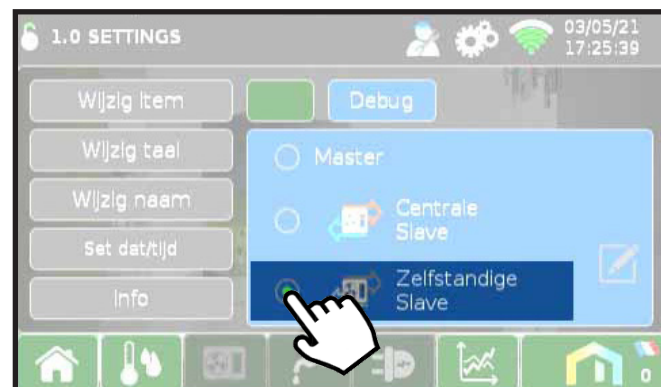 1.0 SETTINGS
03/05/21
17:25:39
Wijzig item
Debug
Wijzig taal
Master
Wijzig naam
Centrale
Slave
Set dat/tijd
Zelfstandige
Slave
Info
0